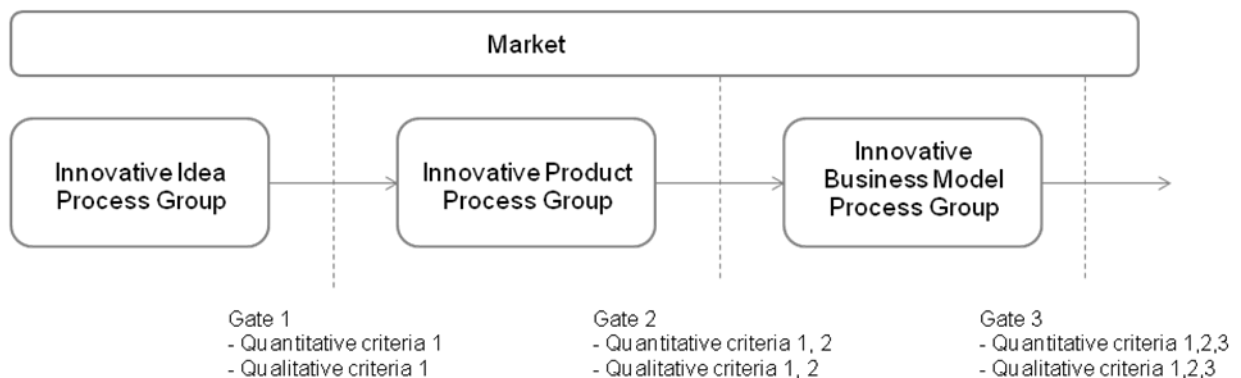 Market
Innovative Idea
Process Group
Innovative Product
Process Group
Innovative
Business Model
Process Group
Gate 1
- Quantitative criteria 1
- Qualitative criteria 1
Gate 2
- Quantitative criteria 1, 2
- Qualitative criteria 1, 2
Gate 3
- Quantitative criteria 1,2,3
- Qualitative criteria 1,2,3